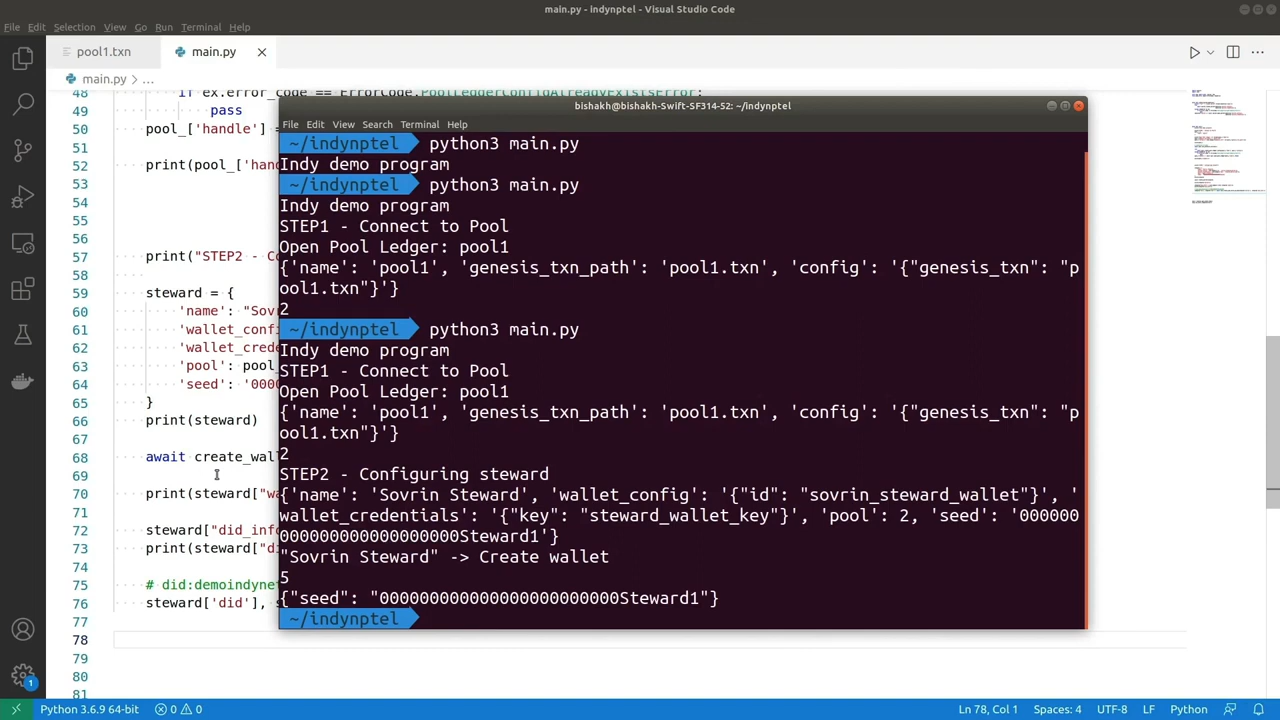 main.py - indynptel - Visual Studio Code
File Edit Selection View Go Run Terminal Help
pool1.txn main.py
main.py > ...
48 if ex.error_code == ErrorCode.PoolLedgerConfigAlreadyExistsError:
49 pass
50 pool_['handle'] =
51
52 print(pool_['hand
53
54
55
56
57 print("STEP2 - Co
58
59 steward = {
60 'name': "Sov
61 'wallet_confi
62 'wallet_crede
63 'pool': pool_
64 'seed': '000
65 }
66 print(steward)
67
68 await create_wall
69
70 print(steward["wa
71
72 steward["did_info
73 print(steward["di
74
75 # did:demoindynet
76 steward['did'], s
77
78
79
80
81
bishakh@bishakh-Swift-SF314-52: ~/indynptel
File Search Terminal Help
~/indynptel python3 main.py
Indy demo program
~/indynptel python3 main.py
Indy demo program
STEP1 - Connect to Pool
Open Pool Ledger: pool1
{'name': 'pool1', 'genesis_txn_path': 'pool1.txn', 'config': '{"genesis_txn": "p
ool1.txn"}'}
2
~/indynptel python3 main.py
Indy demo program
STEP1 - Connect to Pool
Open Pool Ledger: pool1
{'name': 'pool1', 'genesis_txn_path': 'pool1.txn', 'config': '{"genesis_txn": "p
ool1.txn"}'}
2
STEP2 - Configuring steward
{'name': 'Sovrin Steward', 'wallet_config': '{"id": "sovrin_steward_wallet"}', '
wallet_credentials': '{"key": "steward_wallet_key"}', 'pool': 2, 'seed': '000000
000000000000000000Steward1'}
"Sovrin Steward" -> Create wallet
5
{"seed": "000000000000000000000000Steward1"}
~/indynptel
1
Python 3.6.9 64-bit 0 0 Ln 78, Col 1 Spaces: 4 UTF-8 LF Python